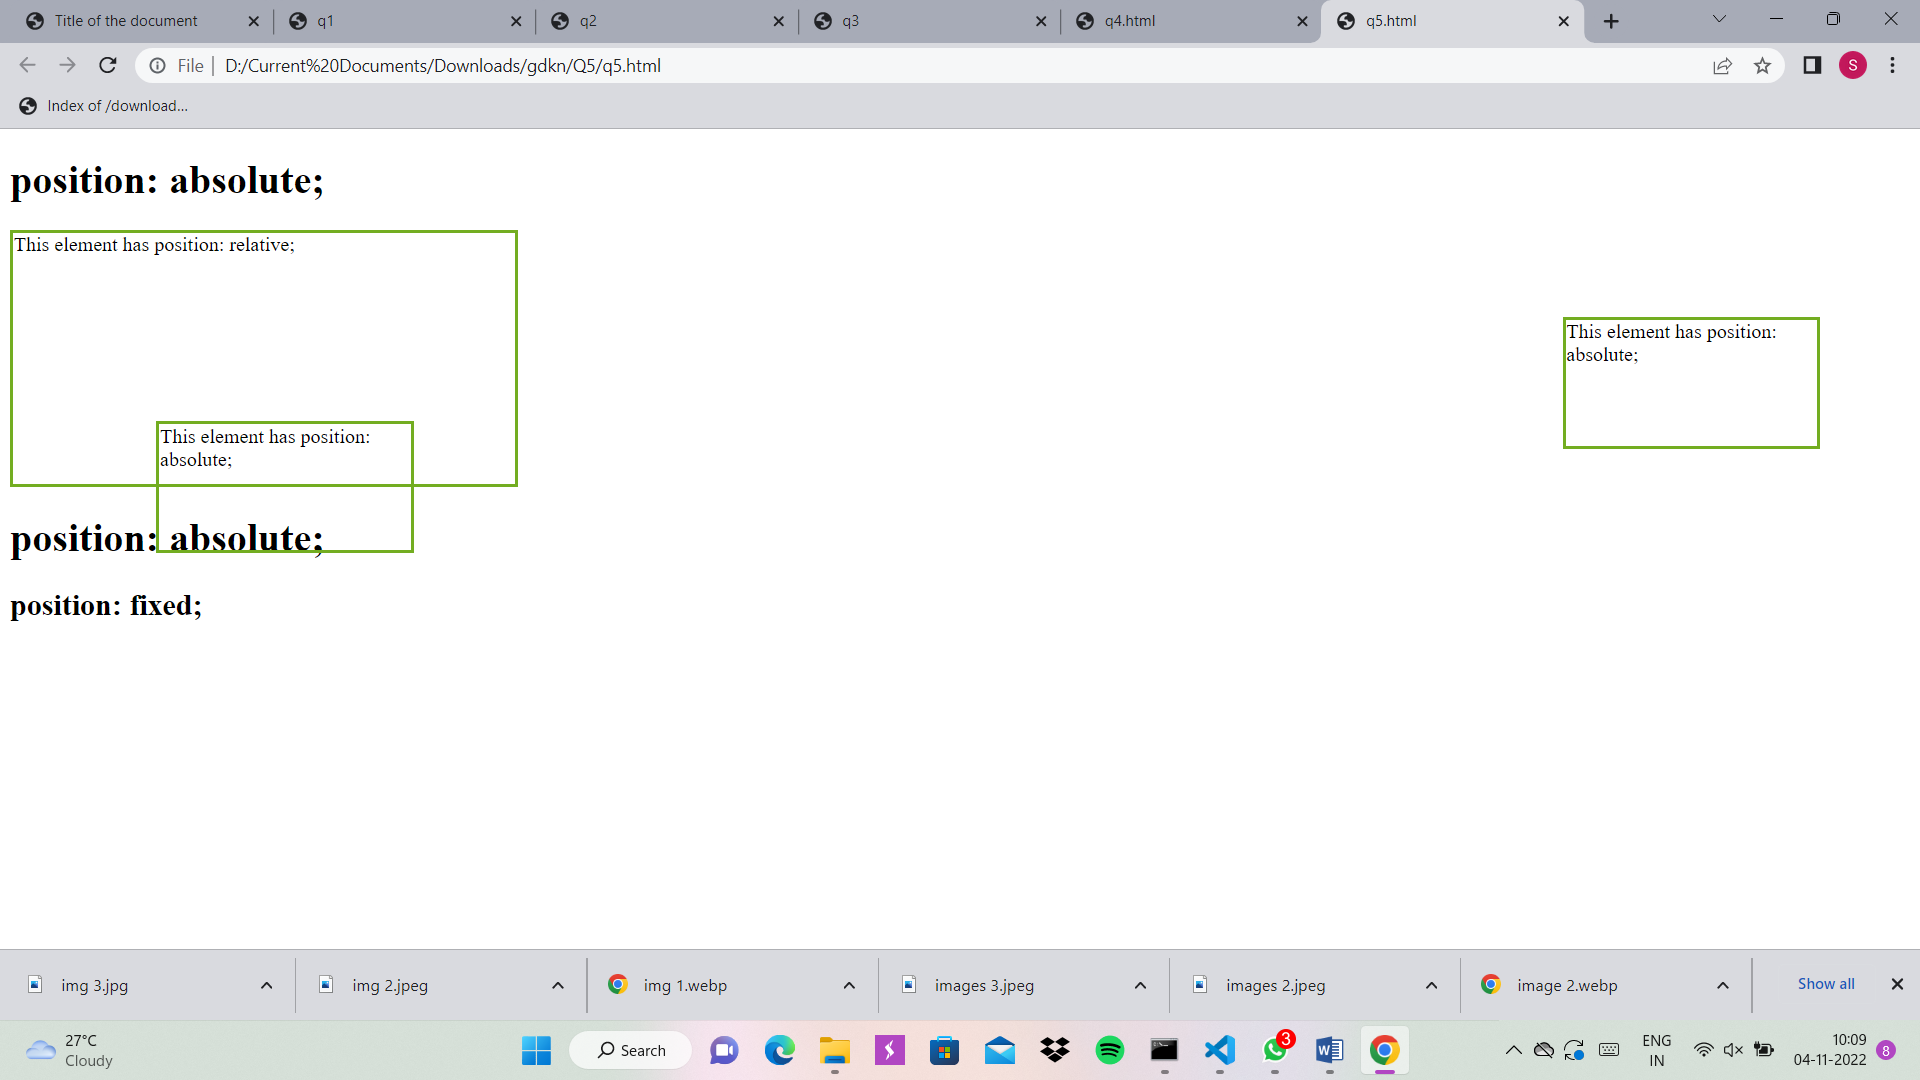 Title of the document
q1
q2
q3
q4.html
q5.html
File
D:/Current%20Documents/Downloads/gdkn/Q5/q5.html
S
Index of /download...
position: absolute;
This element has position: relative;
This element has position:
absolute;
This element has position:
absolute;
position: absolute;
position: fixed;
img 3.jpg
img 2.jpeg
img 1.webp
images 3.jpeg
images 2.jpeg
image 2.webp
Show all
27°C
Cloudy
Search
3
ENG
IN
10:09
04-11-2022
8